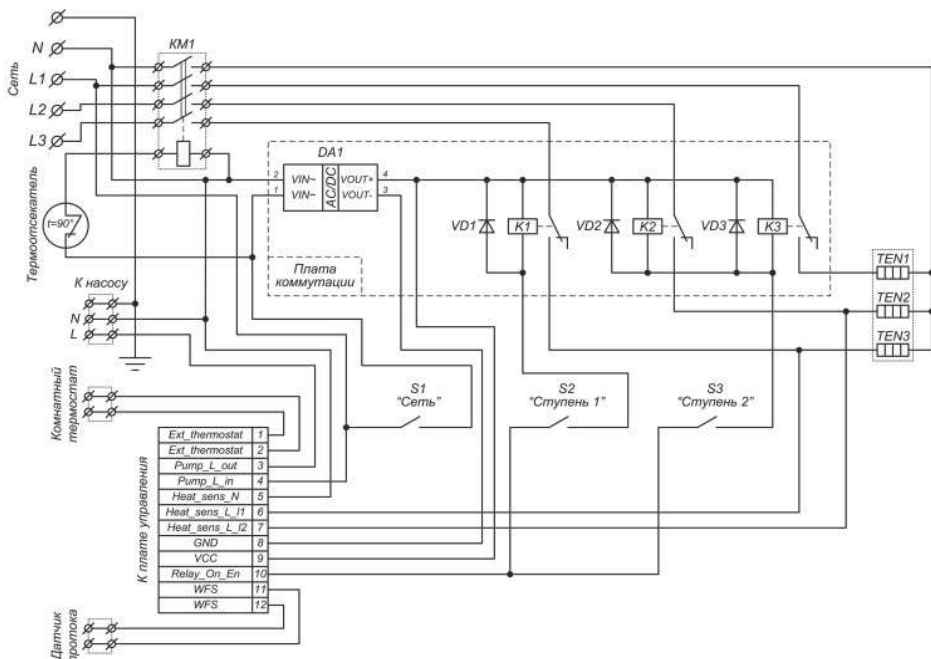 Сеть
N
L1
L2
L3
KM1
Термоотсекатель
t=90°
DA1
2 VIN~ AC/DC VOUT+ 4
1 VIN~ VOUT- 3
VD1 K1 VD2 K2 VD3 K3
Плата
коммутации
TEN1
TEN2
TEN3
К насосу
N
L
Комнатный
термостат
S1
"Сеть"
S2
"Ступень 1"
S3
"Ступень 2"
К плате управления
Ext_thermostat 1
Ext_thermostat 2
Pump_L_out 3
Pump_L_in 4
Heat_sens_N 5
Heat_sens_L_l1 6
Heat_sens_L_l2 7
GND 8
VCC 9
Relay_On_En 10
WFS 11
WFS 12
Датчик
протока